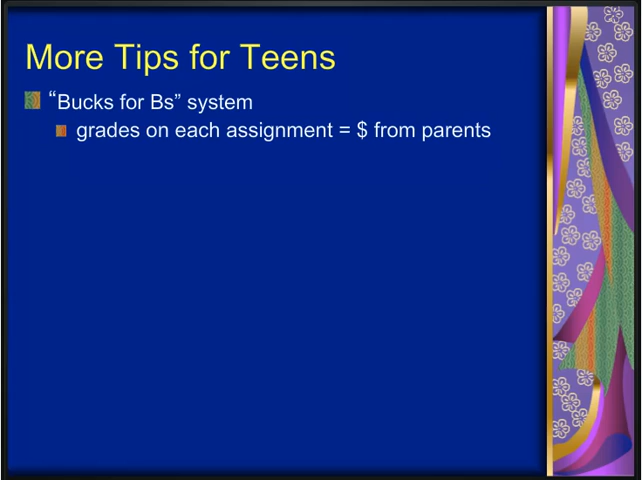 More Tips for Teens
“Bucks for Bs” system
grades on each assignment = $ from parents